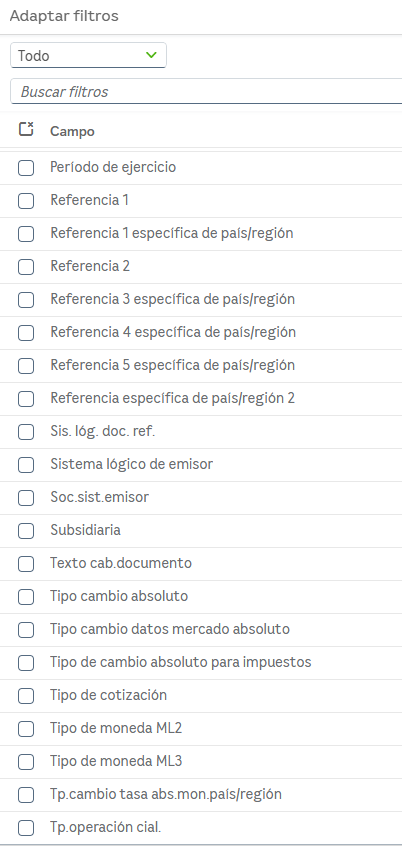 Adaptar filtros
Todo
Buscar filtros
Campo
Período de ejercicio
Referencia 1
Referencia 1 específica de país/región
Referencia 2
Referencia 3 específica de país/región
Referencia 4 específica de país/región
Referencia 5 específica de país/región
Referencia específica de país/región 2
Sis. lóg. doc. ref.
Sistema lógico de emisor
Soc.sist.emisor
Subsidiaria
Texto cab.documento
Tipo cambio absoluto
Tipo cambio datos mercado absoluto
Tipo de cambio absoluto para impuestos
Tipo de cotización
Tipo de moneda ML2
Tipo de moneda ML3
Tp.cambio tasa abs.mon.país/región
Tp.operación cial.